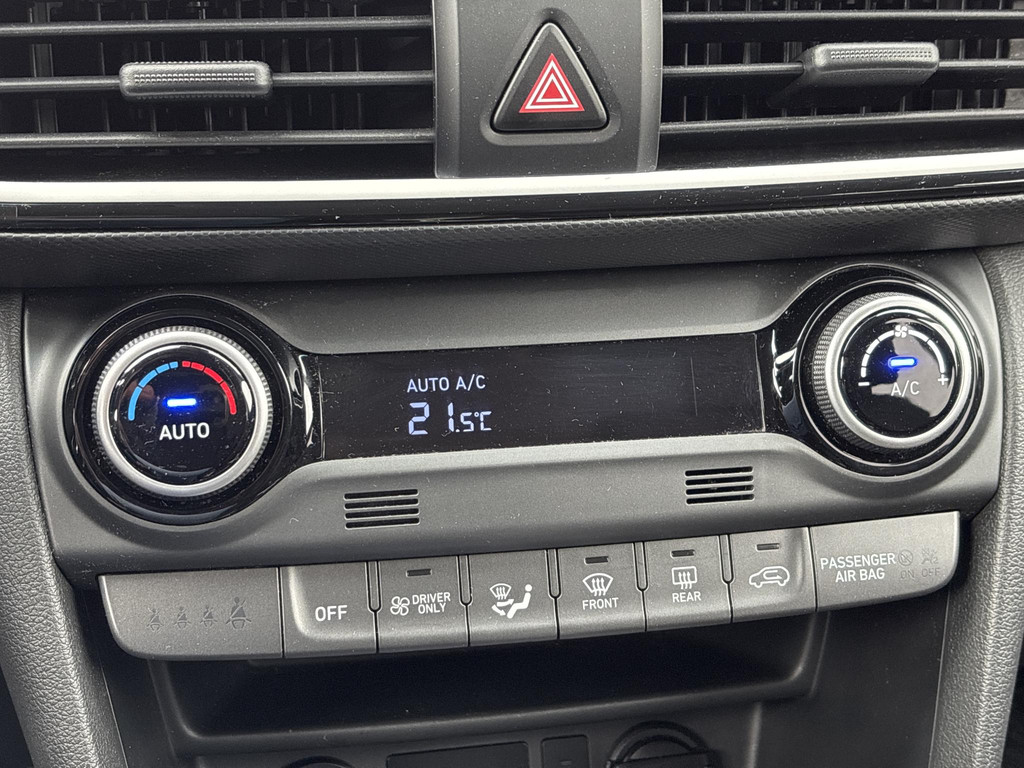 AUTO A/C
21.5°C
AUTO
- +
A/C
OFF
DRIVER
ONLY
FRONT
REAR
PASSENGER
AIR BAG
ON OFF